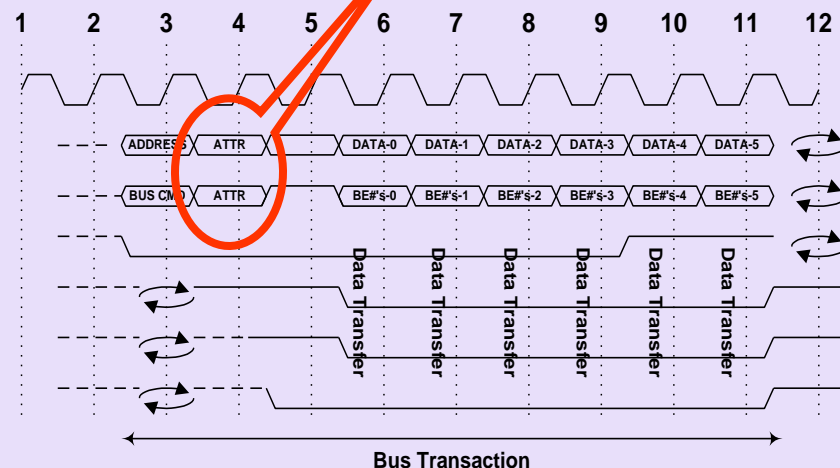 1 2 3 4 5 6 7 8 9 10 11 12
ADDRESS ATTR DATA-0 DATA-1 DATA-2 DATA-3 DATA-4 DATA-5
BUS CMD ATTR BE#'s-0 BE#'s-1 BE#'s-2 BE#'s-3 BE#'s-4 BE#'s-5
Data Transfer
Data Transfer
Data Transfer
Data Transfer
Data Transfer
Data Transfer
Bus Transaction